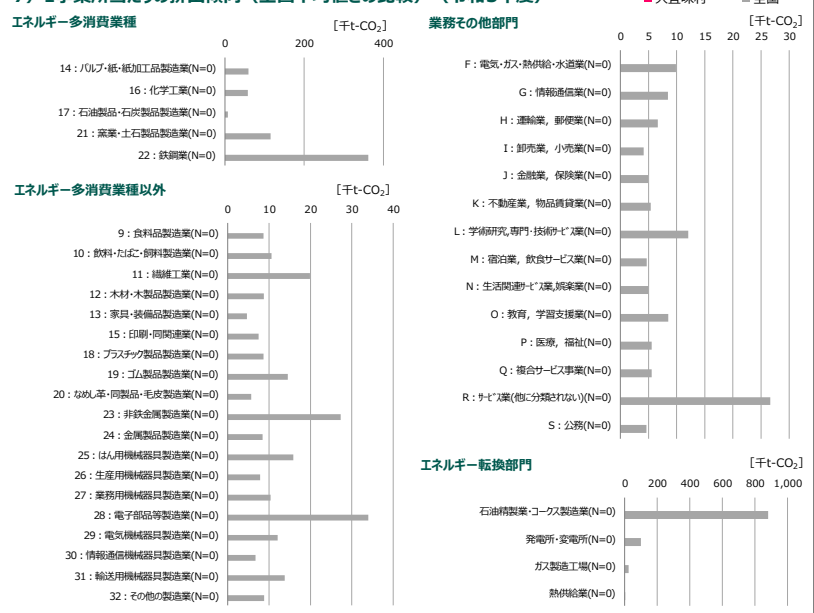 エネルギー多消費業種
[千t-CO₂]
0 200 400
14：パルプ・紙・紙加工品製造業(N=0)
16：化学工業(N=0)
17：石油製品・石炭製品製造業(N=0)
21：窯業・土石製品製造業(N=0)
22：鉄鋼業(N=0)
エネルギー多消費業種以外
[千t-CO₂]
0 10 20 30 40
9：食料品製造業(N=0)
10：飲料・たばこ・飼料製造業(N=0)
11：繊維工業(N=0)
12：木材・木製品製造業(N=0)
13：家具・装備品製造業(N=0)
15：印刷・同関連業(N=0)
18：プラスチック製品製造業(N=0)
19：ゴム製品製造業(N=0)
20：なめし革・同製品・毛皮製造業(N=0)
23：非鉄金属製造業(N=0)
24：金属製品製造業(N=0)
25：はん用機械器具製造業(N=0)
26：生産用機械器具製造業(N=0)
27：業務用機械器具製造業(N=0)
28：電子部品等製造業(N=0)
29：電気機械器具製造業(N=0)
30：情報通信機械器具製造業(N=0)
31：輸送用機械器具製造業(N=0)
32：その他の製造業(N=0)
業務その他部門
[千t-CO₂]
0 5 10 15 20 25 30
F：電気・ガス・熱供給・水道業(N=0)
G：情報通信業(N=0)
H：運輸業，郵便業(N=0)
I：卸売業，小売業(N=0)
J：金融業，保険業(N=0)
K：不動産業，物品賃貸業(N=0)
L：学術研究,専門・技術ｻｰﾋﾞｽ業(N=0)
M：宿泊業，飲食サービス業(N=0)
N：生活関連ｻｰﾋﾞｽ業,娯楽業(N=0)
O：教育，学習支援業(N=0)
P：医療，福祉(N=0)
Q：複合サービス事業(N=0)
R：ｻｰﾋﾞｽ業(他に分類されない)(N=0)
S：公務(N=0)
エネルギー転換部門
[千t-CO₂]
0 200 400 600 800 1,000
石油精製業・コークス製造業(N=0)
発電所・変電所(N=0)
ガス製造工場(N=0)
熱供給業(N=0)